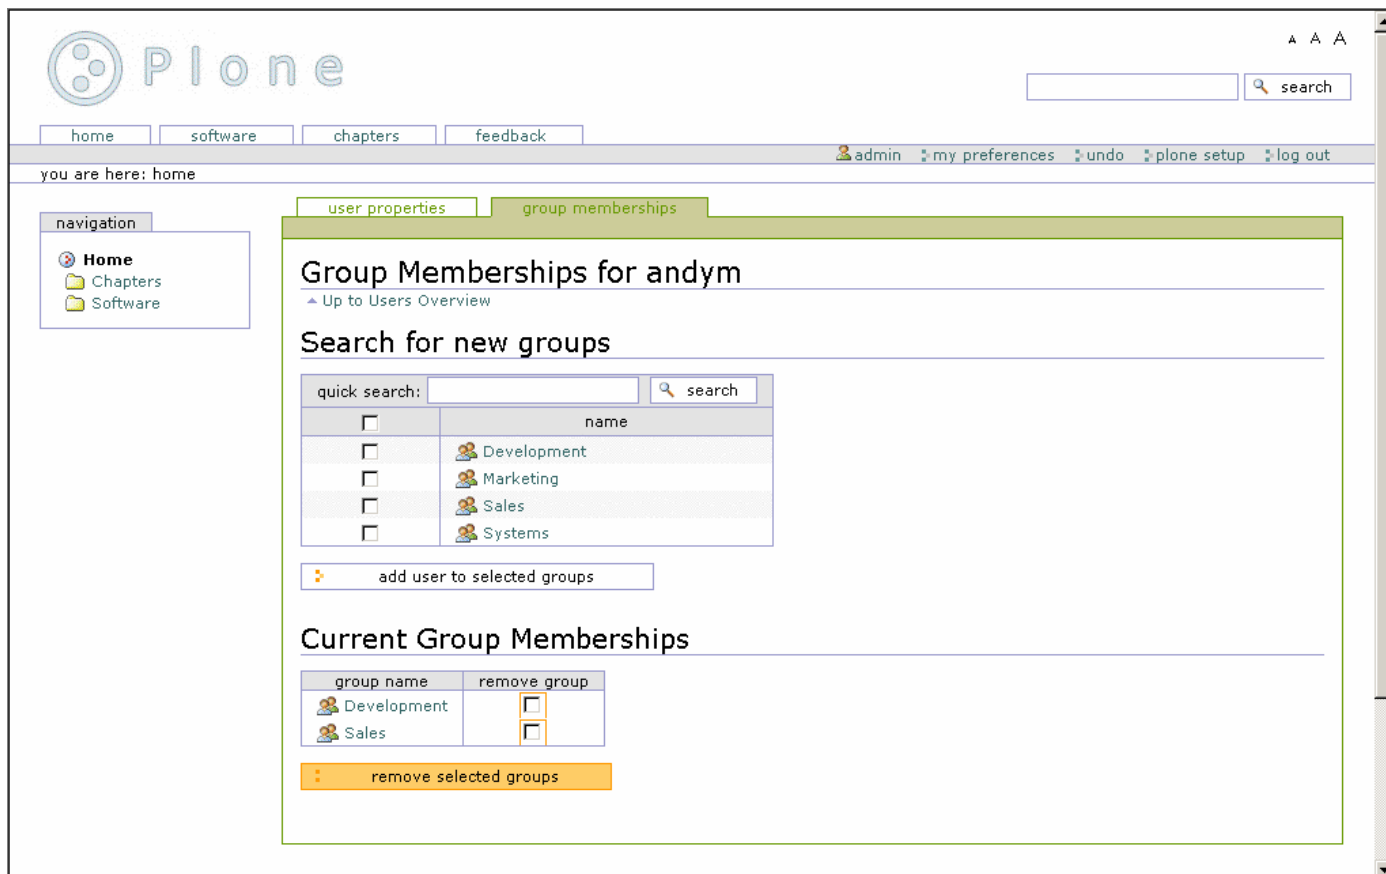 A A A
Plone
search
home software chapters feedback
admin my preferences undo plone setup log out
you are here: home
user properties group memberships
navigation
Home
Chapters
Software
Group Memberships for andym
Up to Users Overview
Search for new groups
quick search: search
name
Development
Marketing
Sales
Systems
add user to selected groups
Current Group Memberships
group name remove group
Development
Sales
remove selected groups